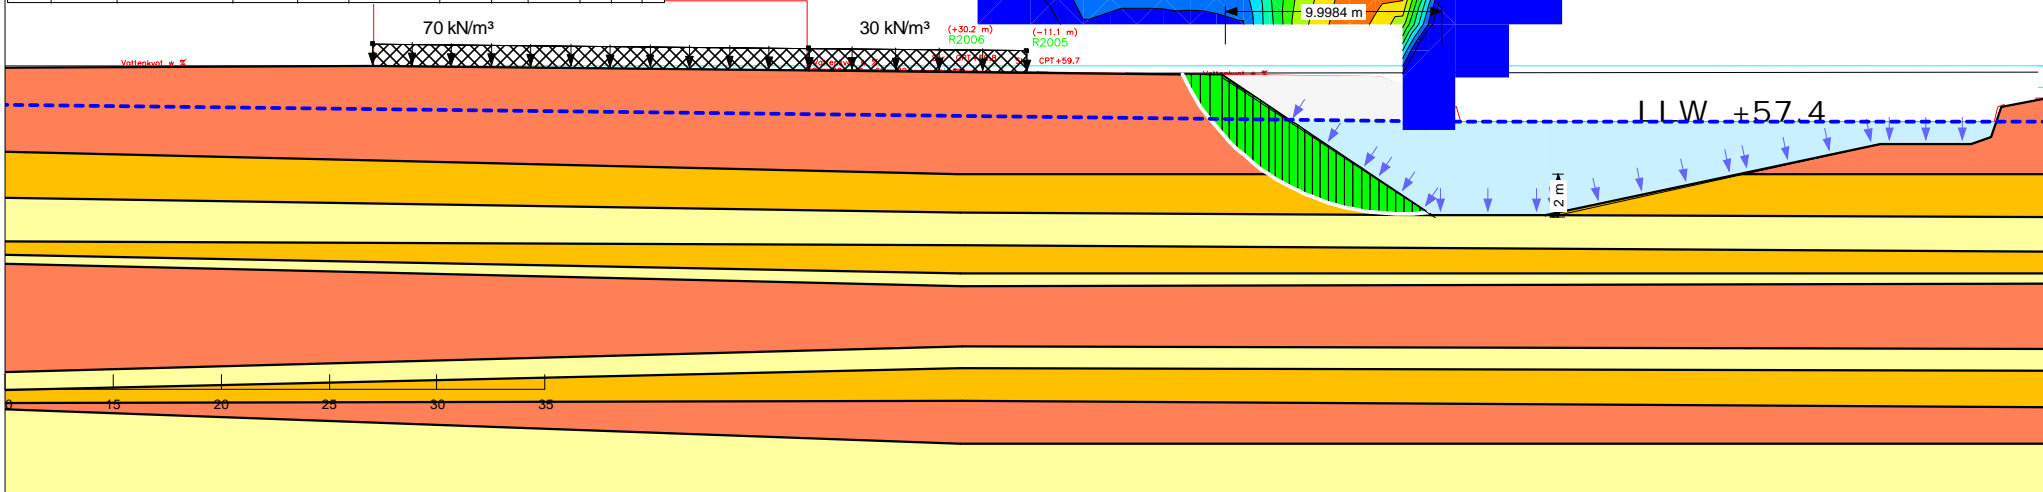 9.9984 m
70 kN/m³
30 kN/m³
(+30.2 m)
R2006
(-11.1 m)
R2005
CPT+59.7
LLW +57.4
2 m
15
20
25
30
35